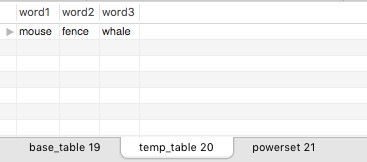 word1 word2 word3
mouse fence whale
base_table 19 temp_table 20 powerset 21